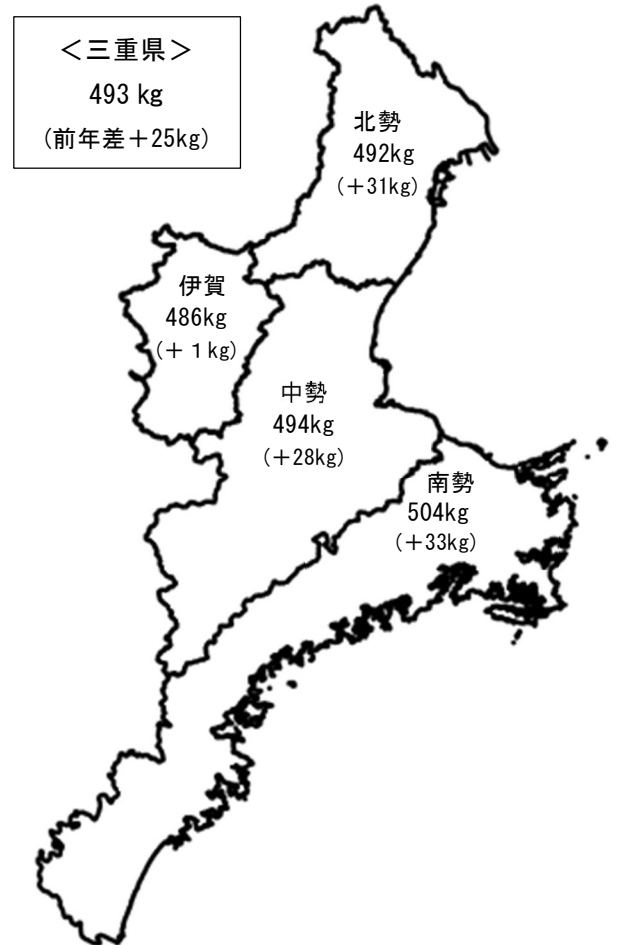 ＜三重県＞
493 kg
(前年差＋25kg)
北勢
492kg
(＋31kg)
伊賀
486kg
(＋１kg)
中勢
494kg
(＋28kg)
南勢
504kg
(＋33kg)